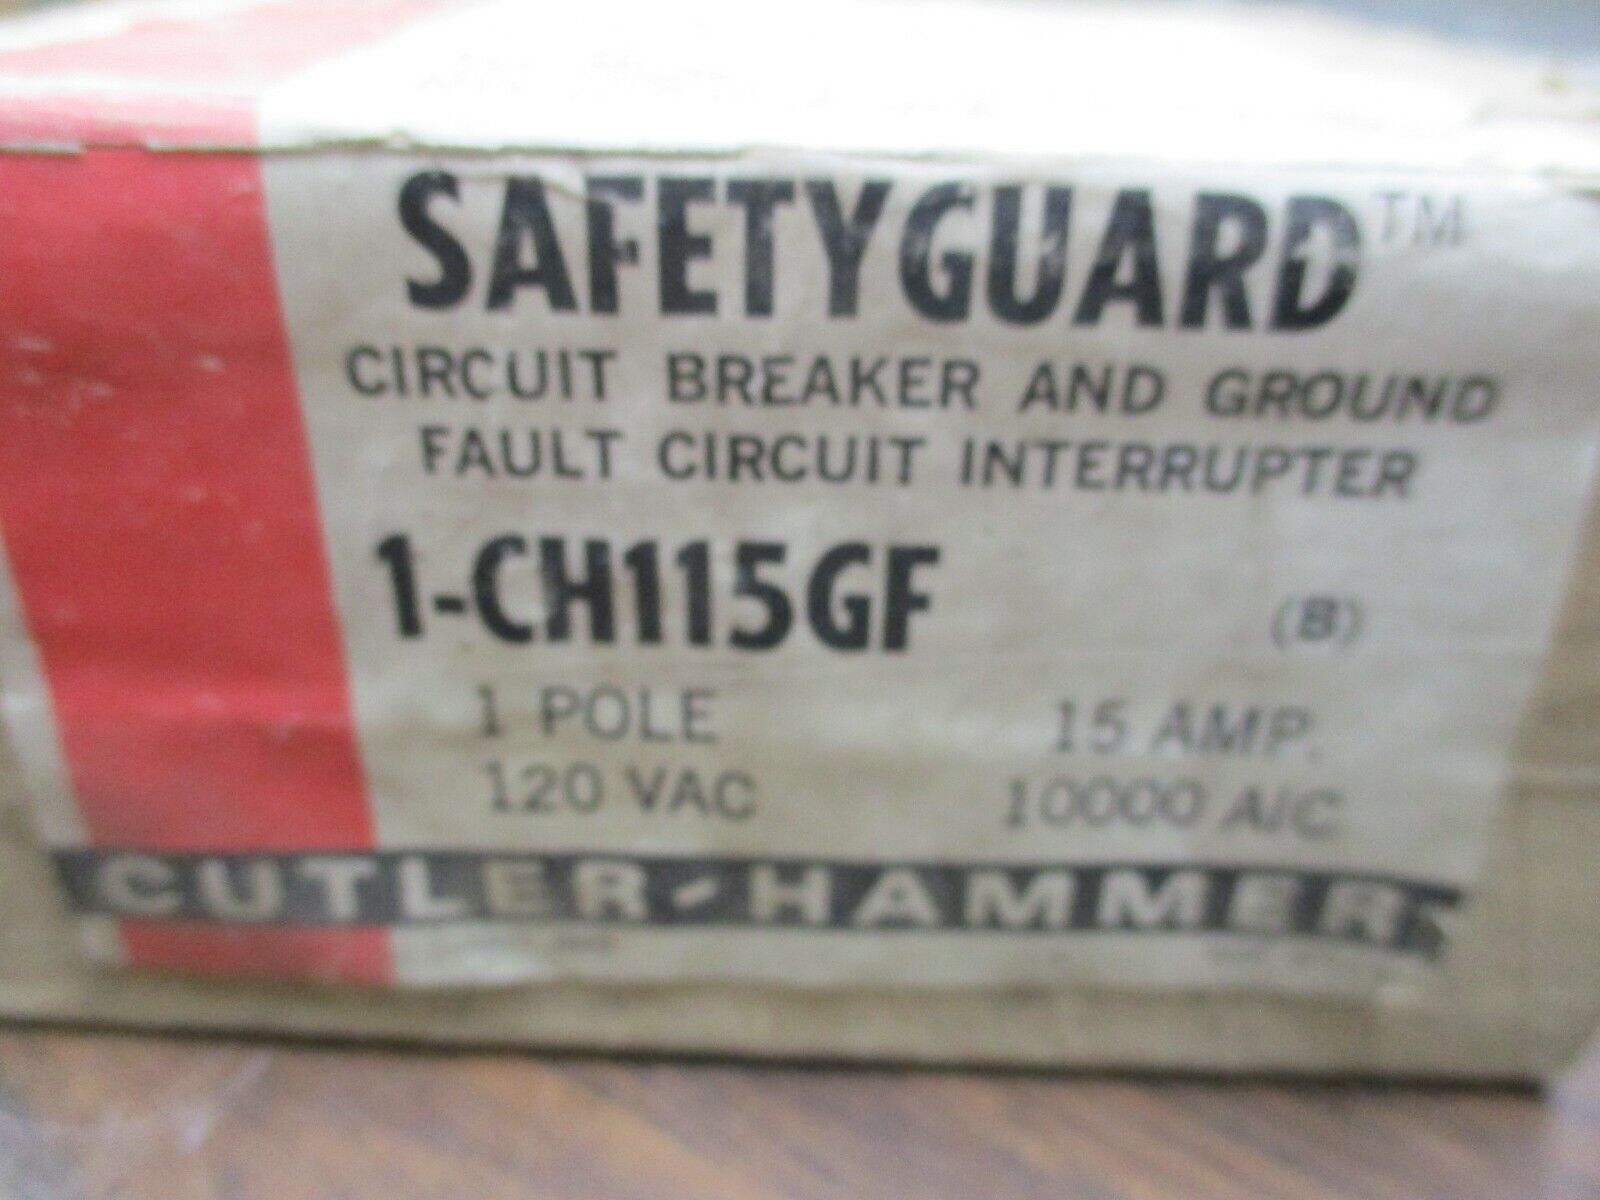 SAFETYGUARD™
CIRCUIT BREAKER AND GROUND
FAULT CIRCUIT INTERRUPTER
1-CH115GF (B)
1 POLE 15 AMP.
120 VAC 10000 AIC
CUTLER-HAMMER